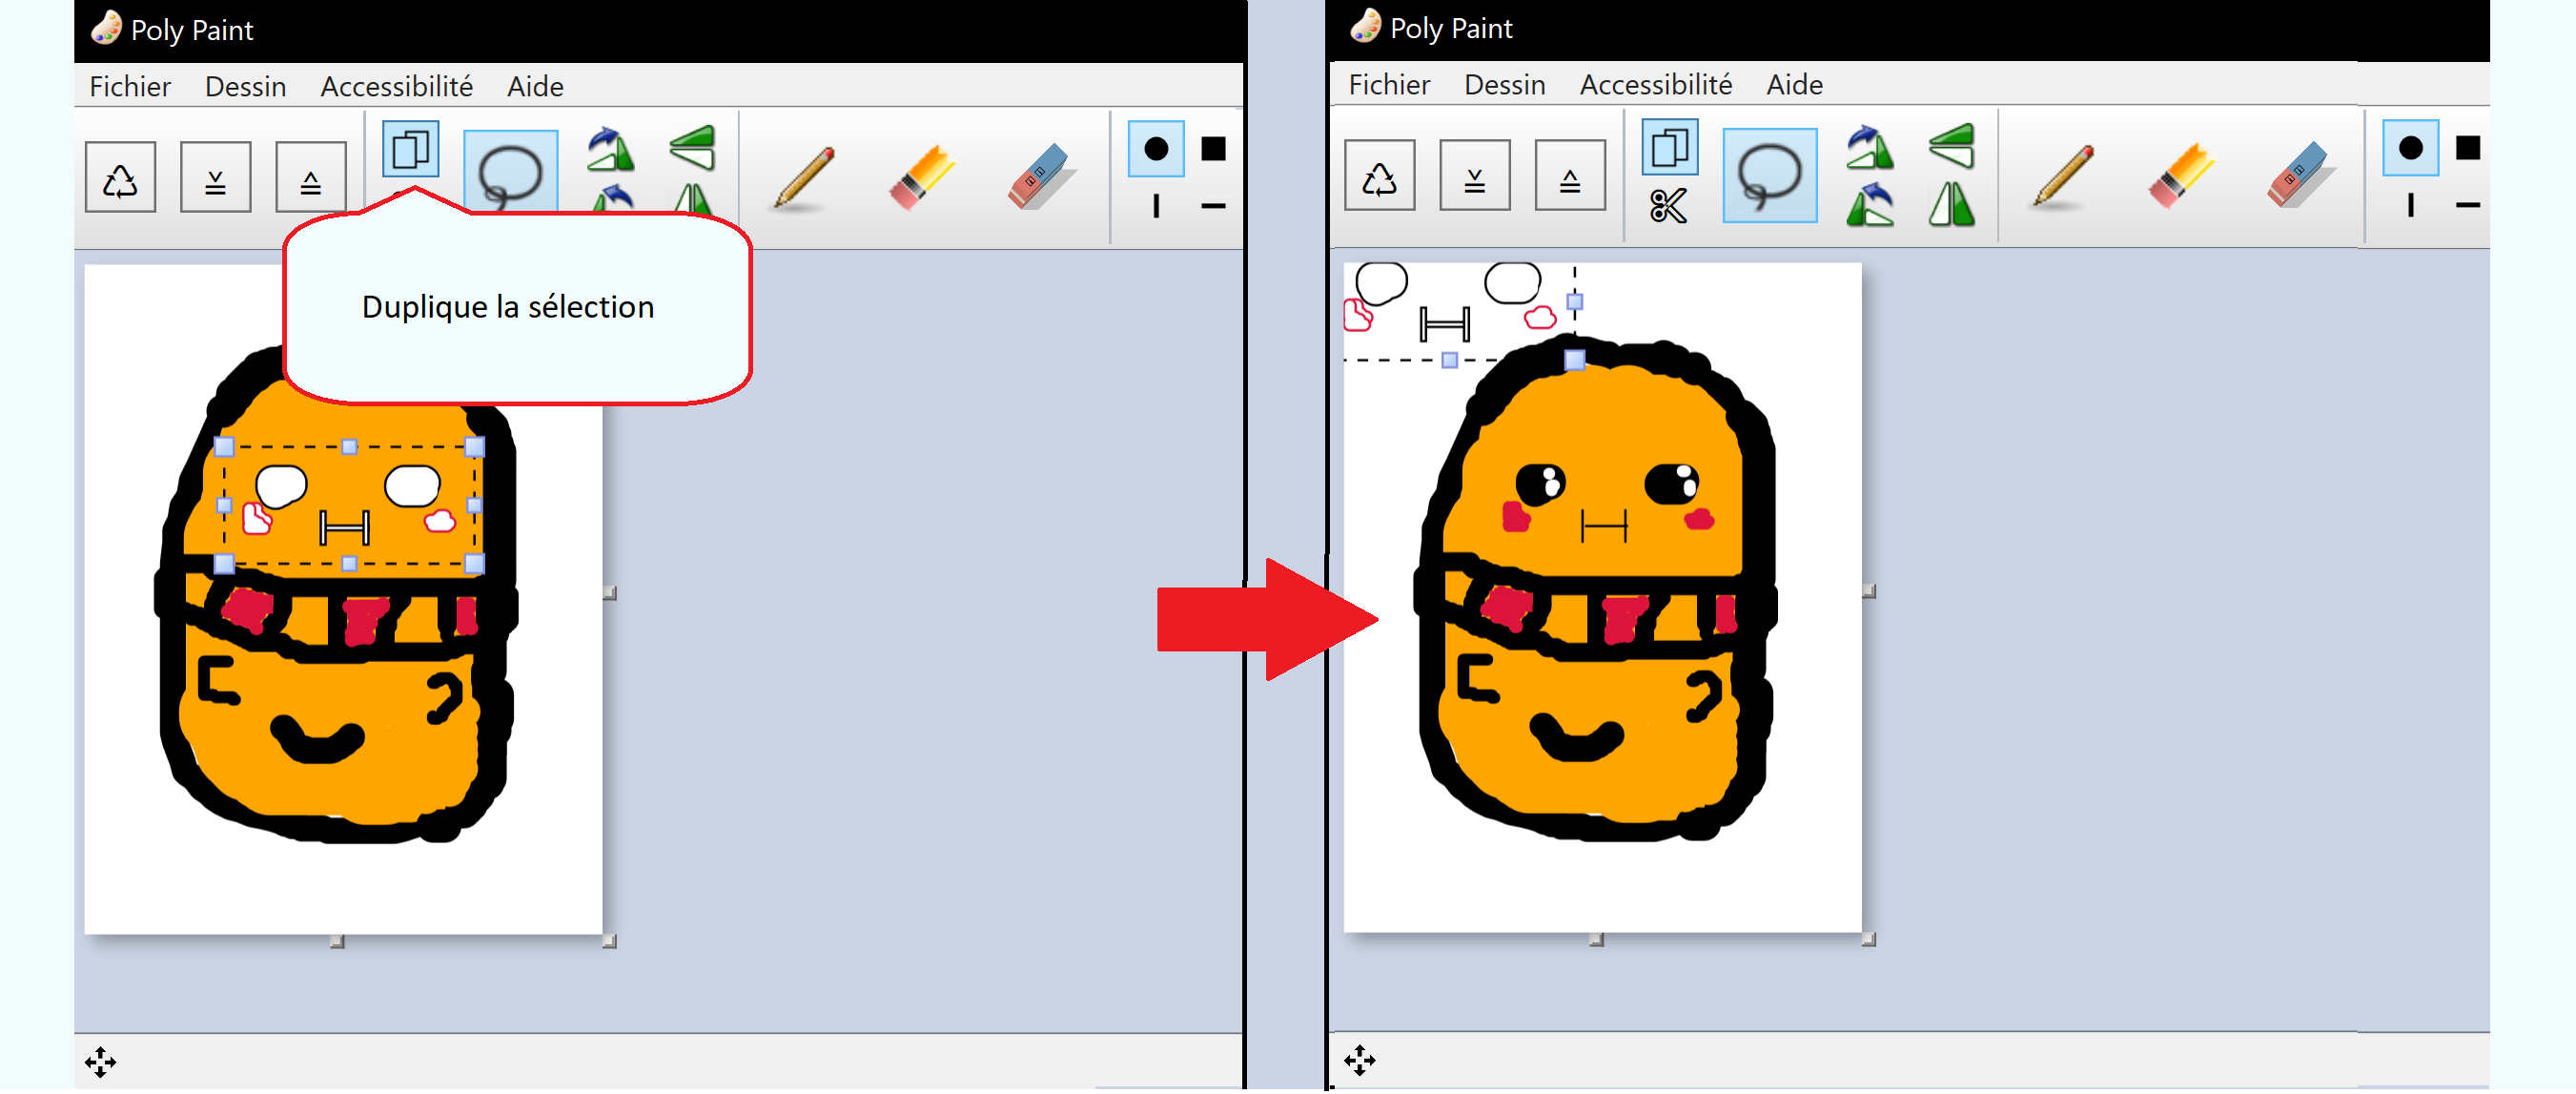 Poly Paint
Fichier Dessin Accessibilité Aide
Duplique la sélection
Poly Paint
Fichier Dessin Accessibilité Aide